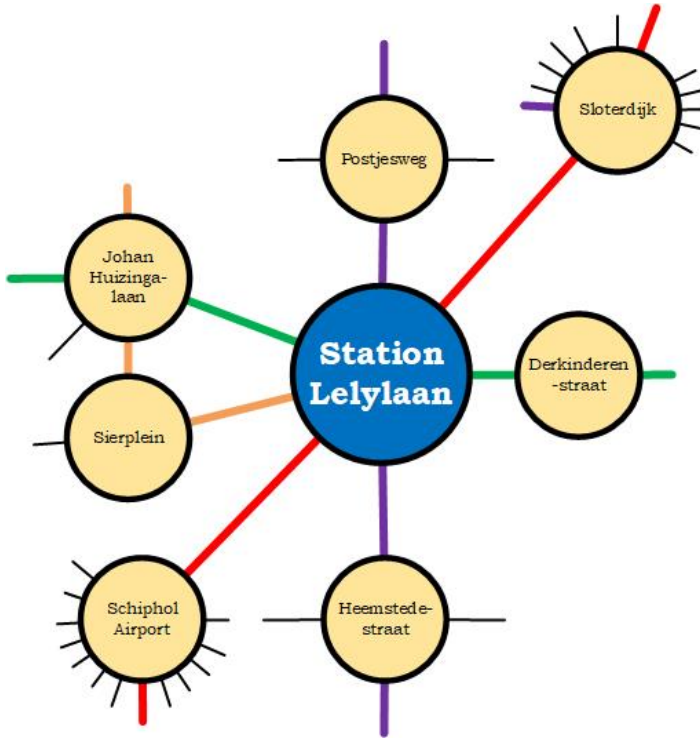 Sloterdijk
Postjesweg
Johan
Huizinga-
laan
Station
Lelylaan
Derkinderen
-straat
Sierplein
Schiphol
Airport
Heemstede-
straat